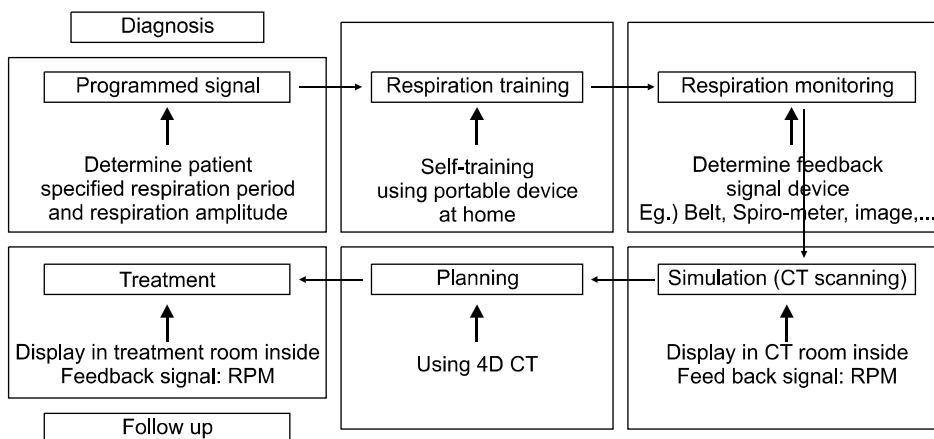 Diagnosis
Programmed signal
Determine patient
specified respiration period
and respiration amplitude
Respiration training
Self-training
using portable device
at home
Respiration monitoring
Determine feedback
signal device
Eg.) Belt, Spiro-meter, image,...
Treatment
Display in treatment room inside
Feedback signal: RPM
Planning
Using 4D CT
Simulation (CT scanning)
Display in CT room inside
Feed back signal: RPM
Follow up